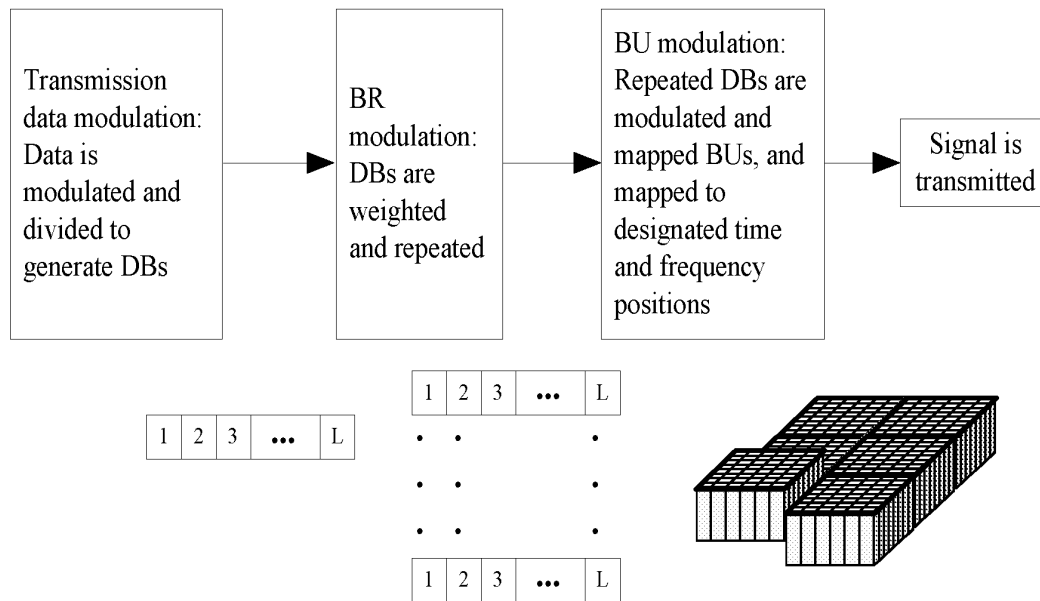 Transmission
data modulation:
Data is
modulated and
divided to
generate DBs
BR
modulation:
DBs are
weighted
and repeated
BU modulation:
Repeated DBs are
modulated and
mapped BUs, and
mapped to
designated time
and frequency
positions
Signal is
transmitted
1 2 3 ... L
1 2 3 ... L
1 2 3 ... L